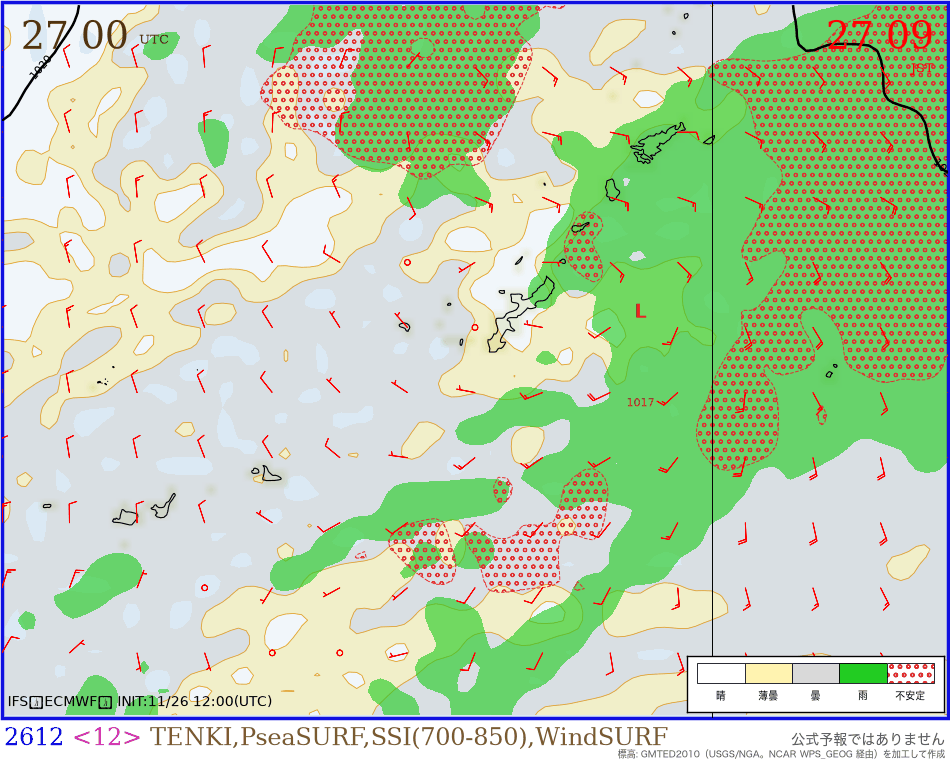 27 00 UTC
27 09
JST
1020
L
1017
IFS ECMWF INIT:11/26 12:00(UTC)
晴 薄曇 曇 雨 不安定
2612 <12> TENKI,PseaSURF,SSI(700-850),WindSURF
公式予報ではありません
標高: GMTED2010（USGS/NGA。NCAR WPS_GEOG 経由）を加工して作成